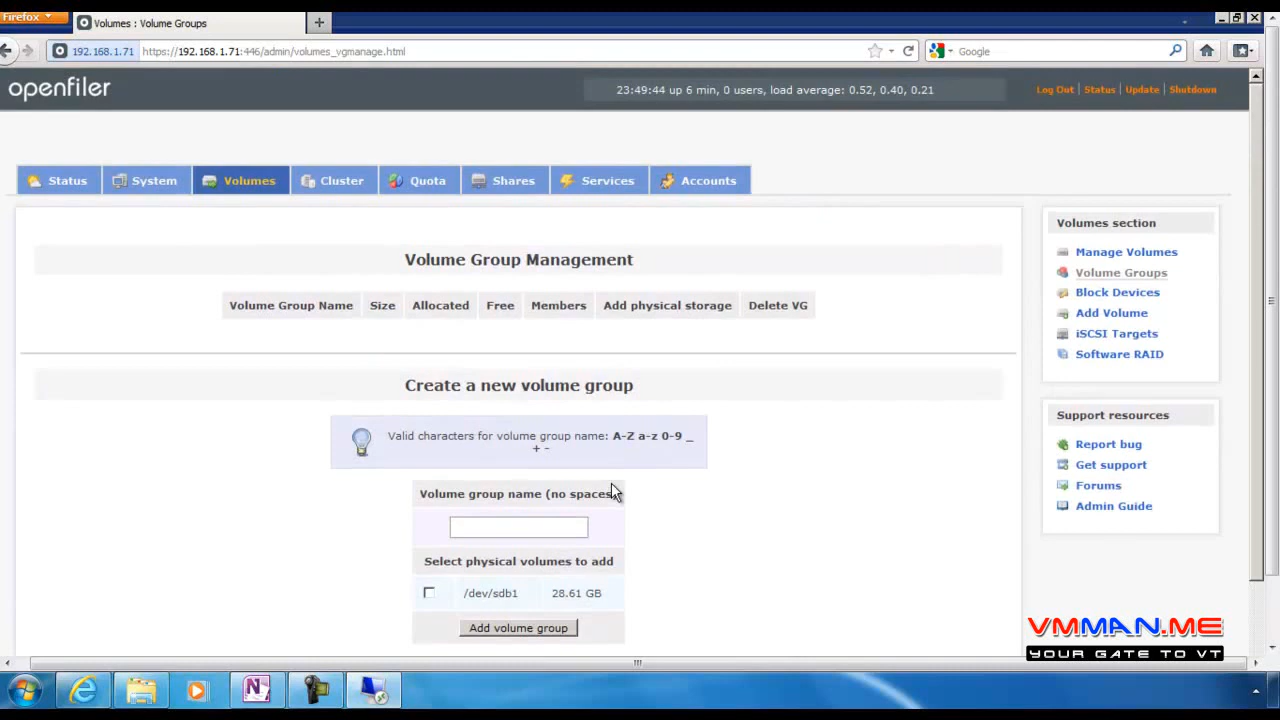 Firefox
Volumes : Volume Groups
192.168.1.71
https://192.168.1.71:446/admin/volumes_vgmanage.html
Google
openfiler
23:49:44 up 6 min, 0 users, load average: 0.52, 0.40, 0.21
Log Out | Status | Update | Shutdown
Status
System
Volumes
Cluster
Quota
Shares
Services
Accounts
Volume Group Management
Volume Group Name Size Allocated Free Members Add physical storage Delete VG
Create a new volume group
Valid characters for volume group name: A-Z a-z 0-9 _
+ -
Volume group name (no spaces
Select physical volumes to add
/dev/sdb1 28.61 GB
Add volume group
Volumes section
Manage Volumes
Volume Groups
Block Devices
Add Volume
iSCSI Targets
Software RAID
Support resources
Report bug
Get support
Forums
Admin Guide
VMMAN.ME
YOUR GATE TO VT